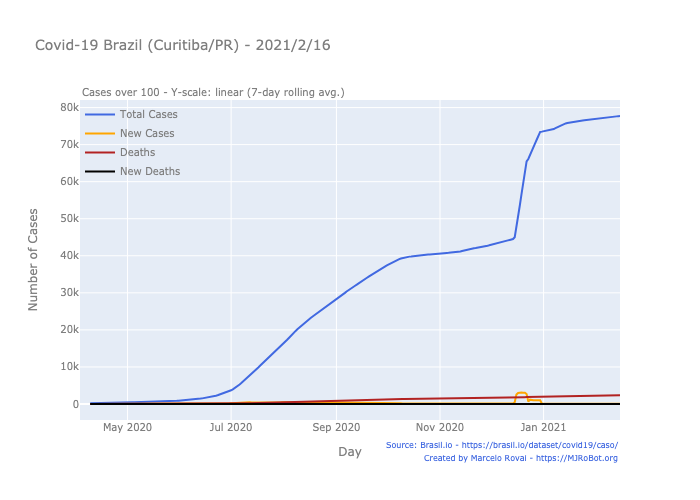 Covid-19 Brazil (Curitiba/PR) - 2021/2/16
Cases over 100 - Y-scale: linear (7-day rolling avg.)
80k
70k
60k
50k
40k
30k
20k
10k
0
Total Cases
New Cases
Deaths
New Deaths
Number of Cases
May 2020
Jul 2020
Sep 2020
Nov 2020
Jan 2021
Day
Source: Brasil.io - https://brasil.io/dataset/covid19/caso/
Created by Marcelo Rovai - https://MJRoBot.org